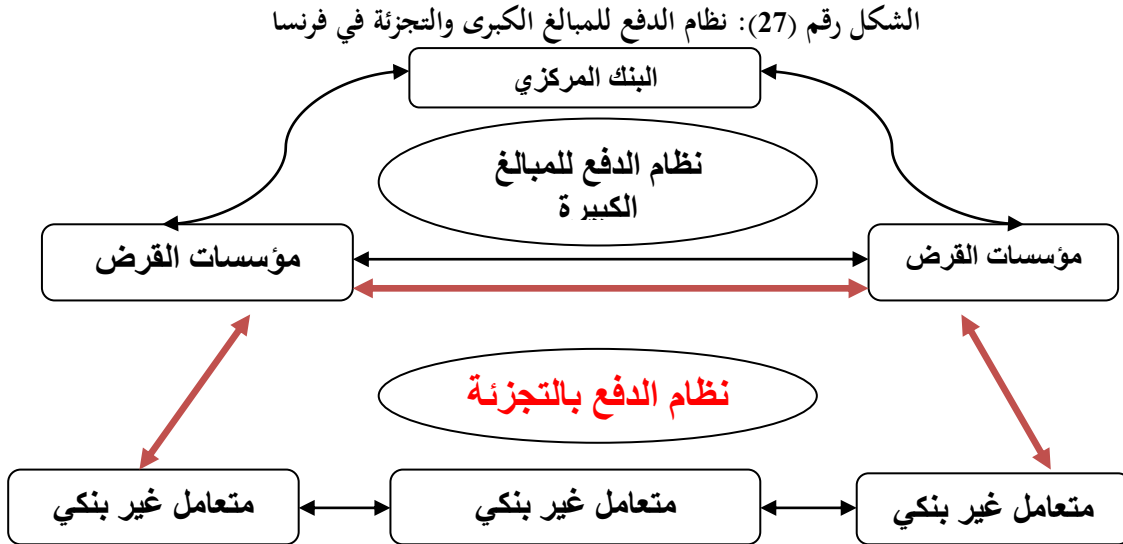 الشكل رقم (27): نظام الدفع للمبالغ الكبرى والتجزئة في فرنسا
البنك المركزي
نظام الدفع للمبالغ
الكبيرة
مؤسسات القرض
مؤسسات القرض
نظام الدفع بالتجزئة
متعامل غير بنكي
متعامل غير بنكي
متعامل غير بنكي